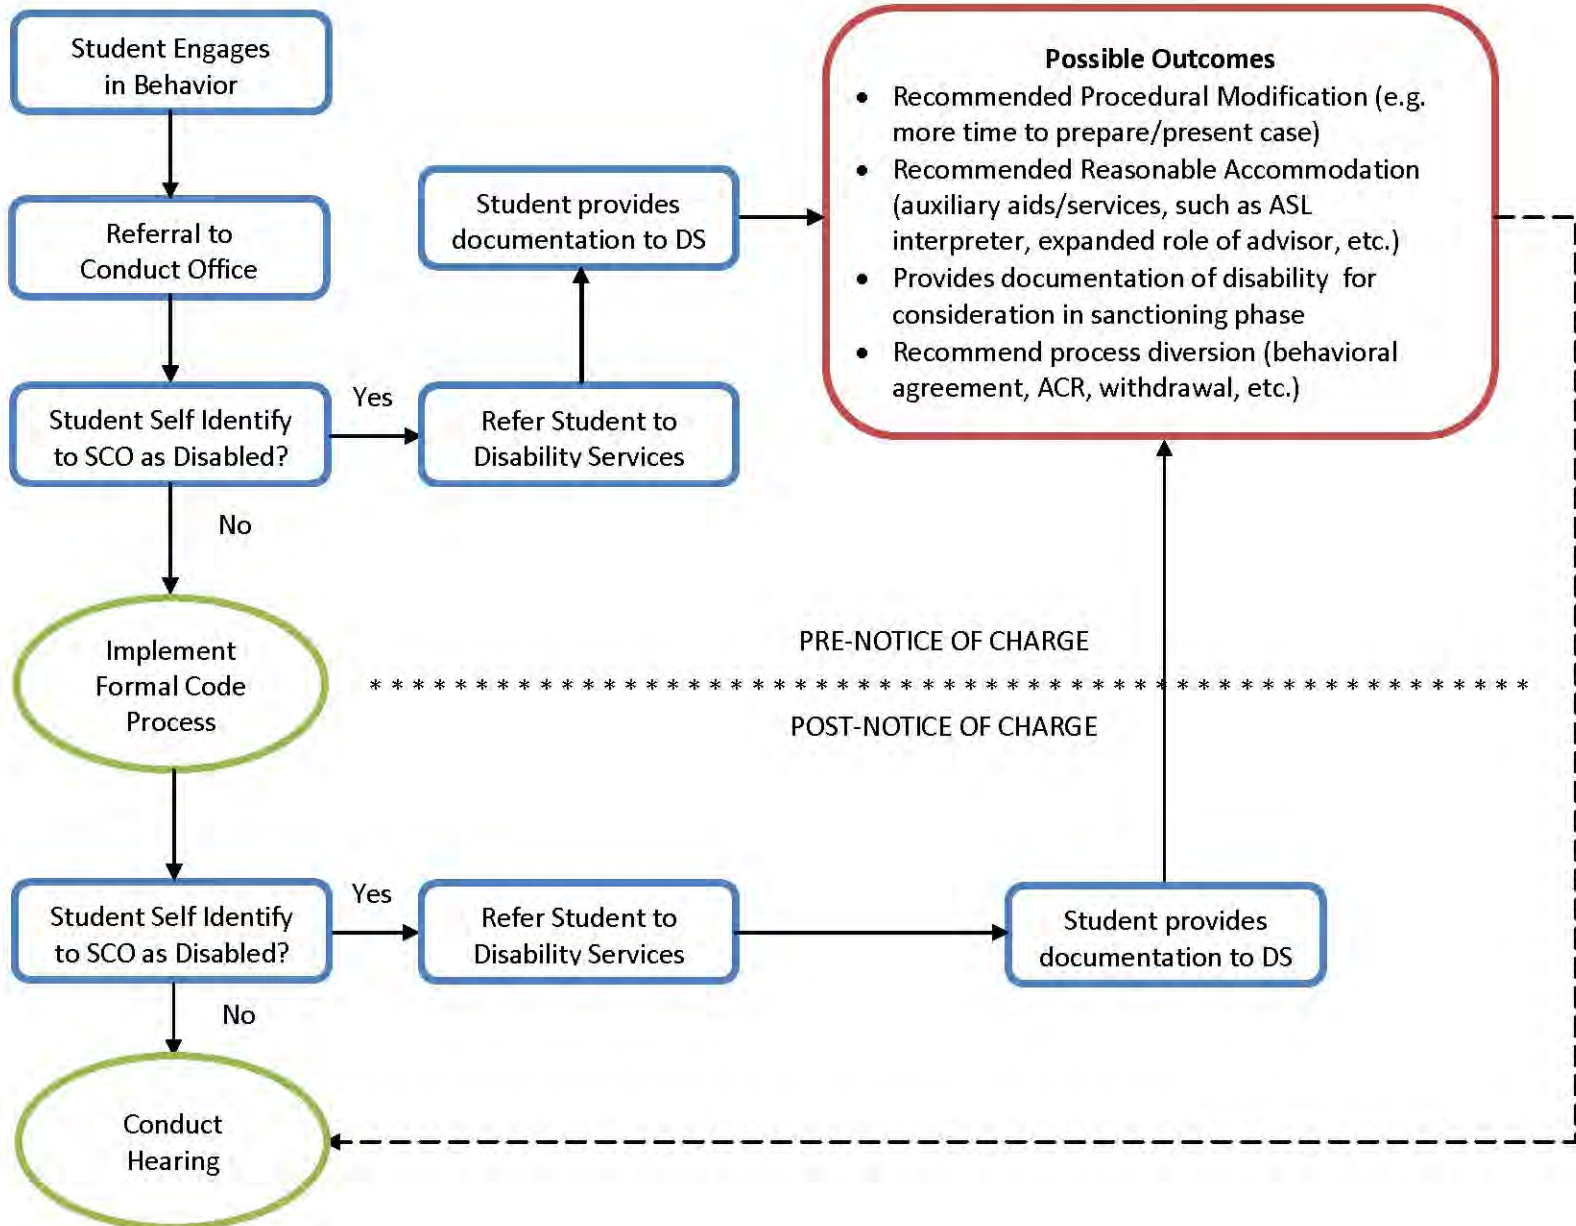 Student Engages
in Behavior
Referral to
Conduct Office
Student Self Identify
to SCO as Disabled?
Yes
Refer Student to
Disability Services
Student provides
documentation to DS
Possible Outcomes
• Recommended Procedural Modification (e.g.
more time to prepare/present case)
• Recommended Reasonable Accommodation
(auxiliary aids/services, such as ASL
interpreter, expanded role of advisor, etc.)
• Provides documentation of disability for
consideration in sanctioning phase
• Recommend process diversion (behavioral
agreement, ACR, withdrawal, etc.)
No
Implement
Formal Code
Process
PRE-NOTICE OF CHARGE
* * * * * * * * * * * * * * * * * * * * * * * * * * * * * * * * * * * * * * * * * * * * * * * * * * * * * *
POST-NOTICE OF CHARGE
Student Self Identify
to SCO as Disabled?
Yes
Refer Student to
Disability Services
Student provides
documentation to DS
No
Conduct
Hearing